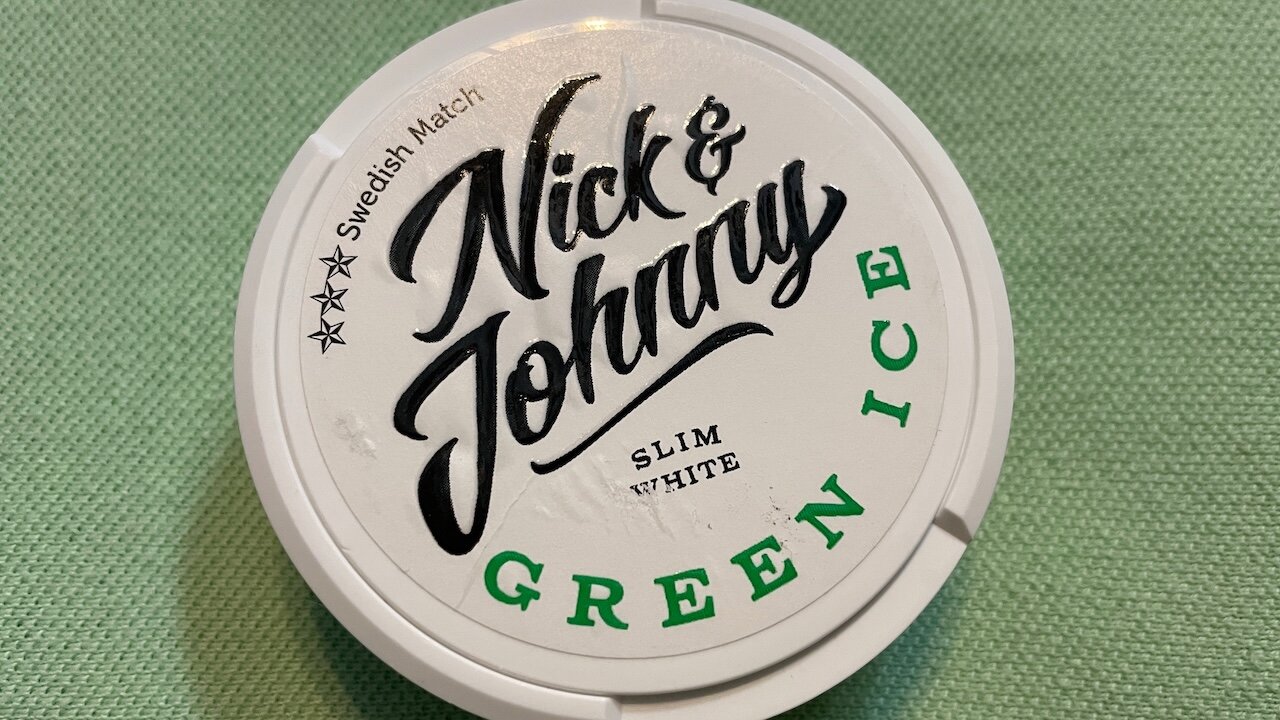 Swedish Match
Nick &
Johnny
SLIM
WHITE
GREEN ICE